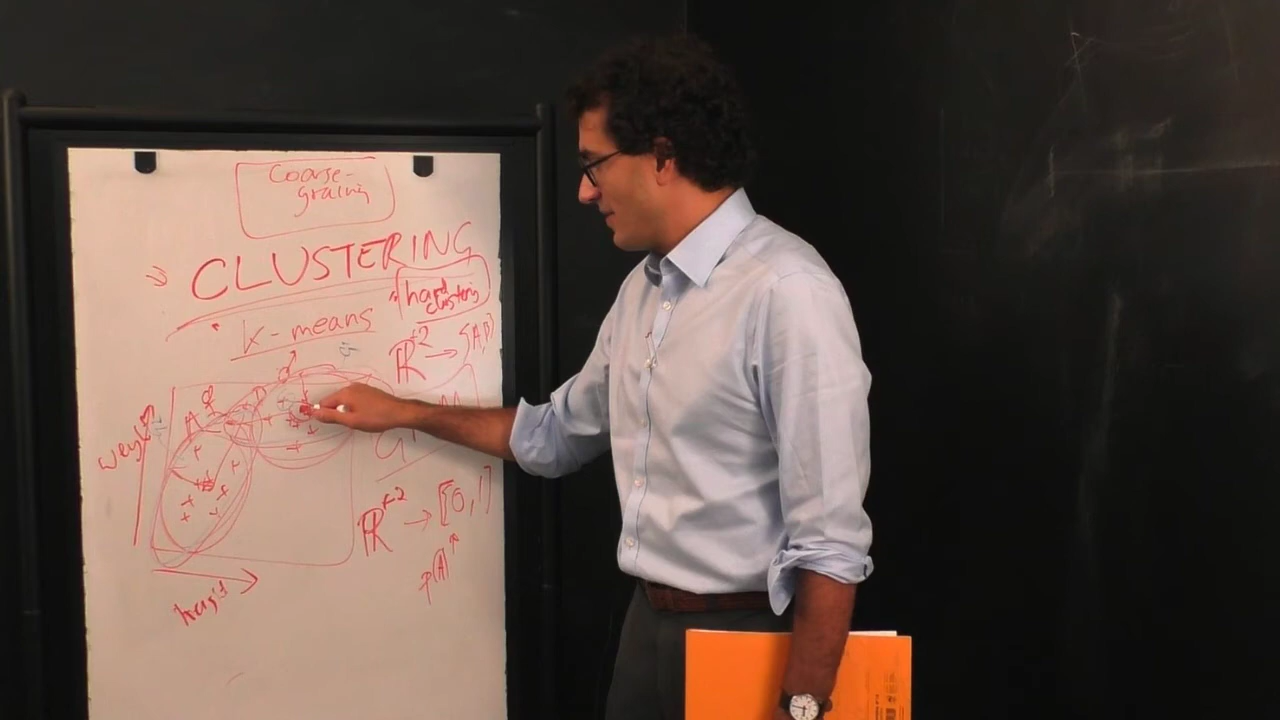 Coarse-
graining
CLUSTERING
hard
clustering
k-means
ℝ⁺² → {A,B}
A ♀ B ♂
weight
ℝ⁺² → [0,1]
p(A)
height